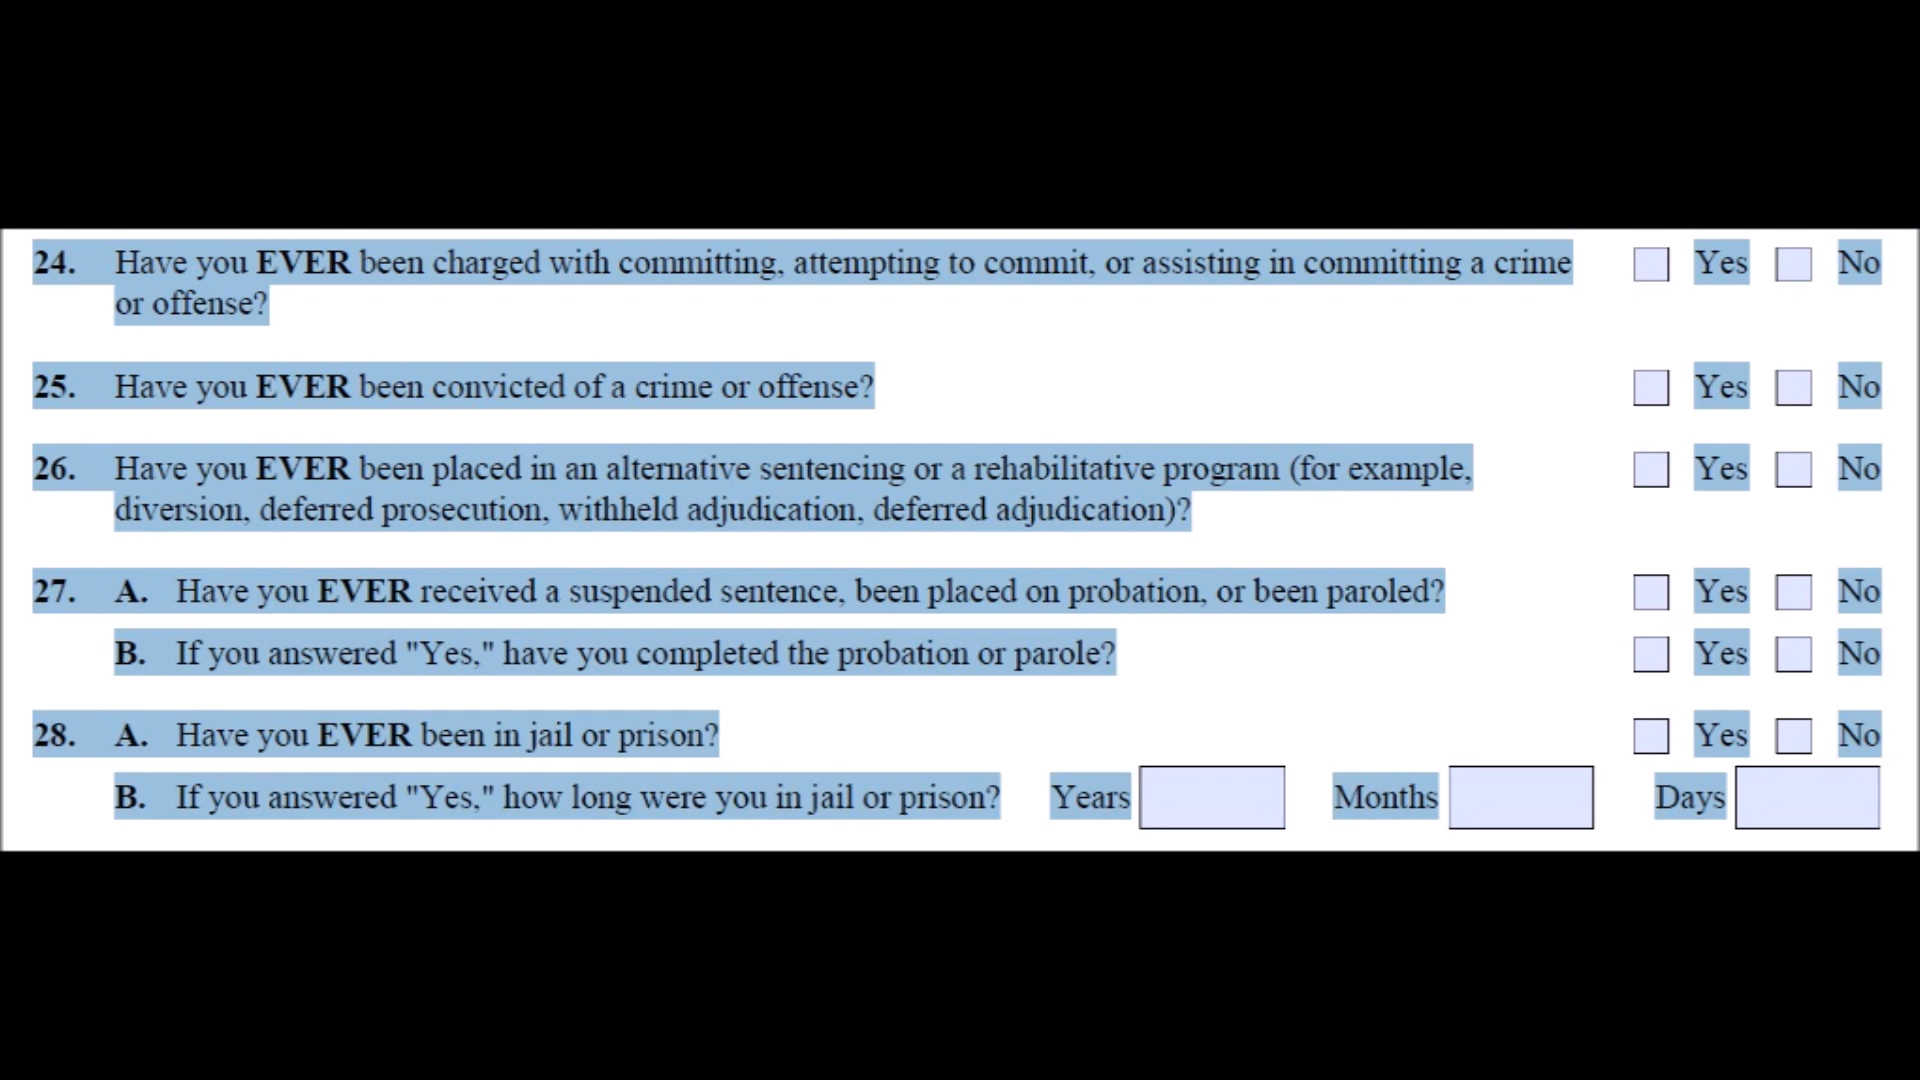 24. Have you EVER been charged with committing, attempting to commit, or assisting in committing a crime Yes No
or offense?
25. Have you EVER been convicted of a crime or offense? Yes No
26. Have you EVER been placed in an alternative sentencing or a rehabilitative program (for example, Yes No
diversion, deferred prosecution, withheld adjudication, deferred adjudication)?
27. A. Have you EVER received a suspended sentence, been placed on probation, or been paroled? Yes No
B. If you answered "Yes," have you completed the probation or parole? Yes No
28. A. Have you EVER been in jail or prison? Yes No
B. If you answered "Yes," how long were you in jail or prison? Years Months Days